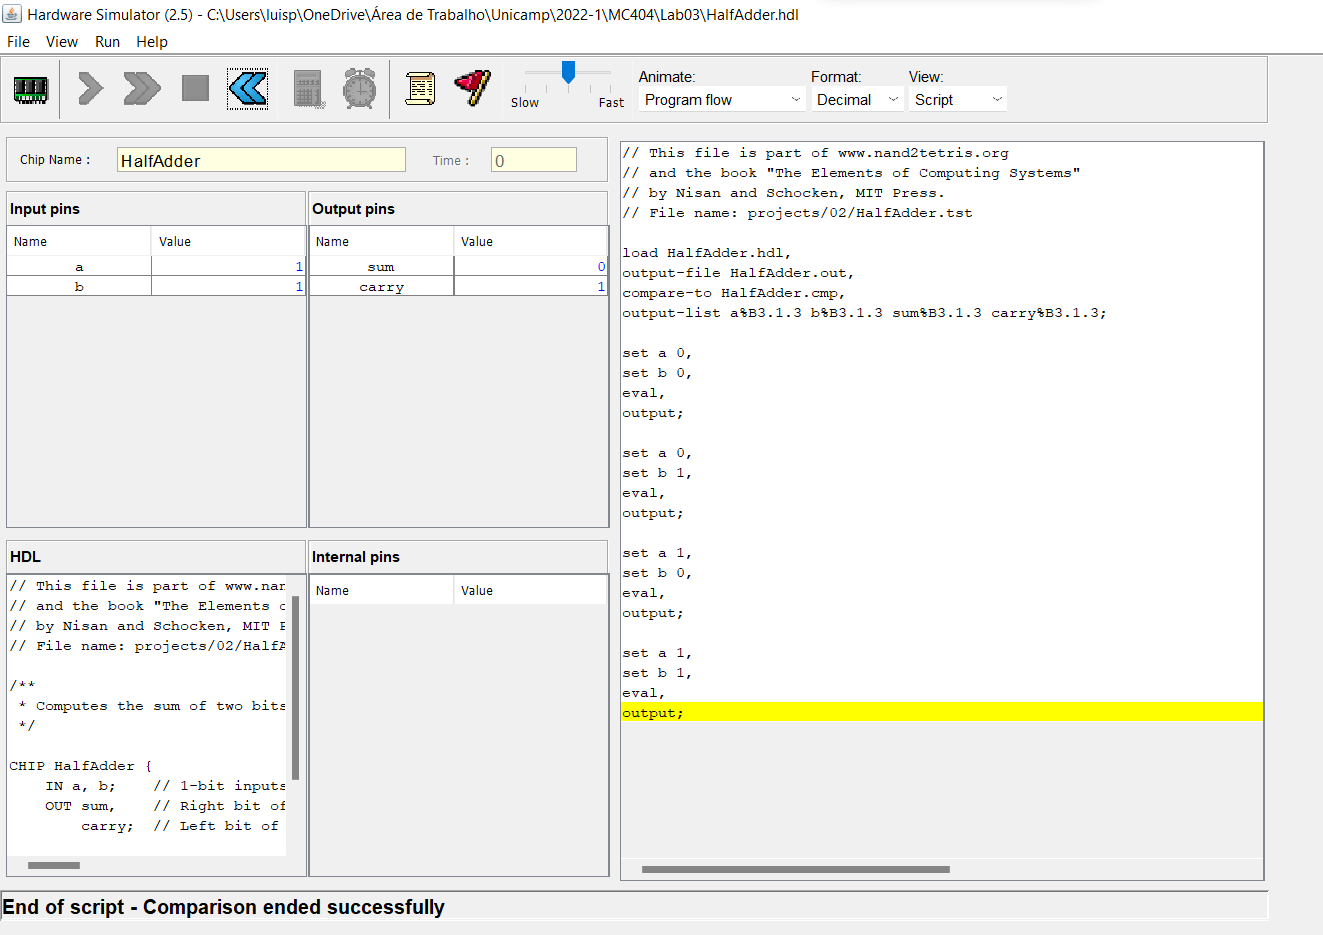 Hardware Simulator (2.5) - C:\Users\luisp\OneDrive\Área de Trabalho\Unicamp\2022-1\MC404\Lab03\HalfAdder.hdl
File View Run Help
Slow Fast
Animate:
Program flow
Format:
Decimal
View:
Script
Chip Name : HalfAdder Time : 0
Input pins
Name Value
a 1
b 1
Output pins
Name Value
sum 0
carry 1
HDL
// This file is part of www.nan
// and the book "The Elements o
// by Nisan and Schocken, MIT P
// File name: projects/02/HalfA
/**
* Computes the sum of two bits
*/
CHIP HalfAdder {
IN a, b; // 1-bit inputs
OUT sum, // Right bit of
carry; // Left bit of
Internal pins
Name Value
// This file is part of www.nand2tetris.org
// and the book "The Elements of Computing Systems"
// by Nisan and Schocken, MIT Press.
// File name: projects/02/HalfAdder.tst
load HalfAdder.hdl,
output-file HalfAdder.out,
compare-to HalfAdder.cmp,
output-list a%B3.1.3 b%B3.1.3 sum%B3.1.3 carry%B3.1.3;
set a 0,
set b 0,
eval,
output;
set a 0,
set b 1,
eval,
output;
set a 1,
set b 0,
eval,
output;
set a 1,
set b 1,
eval,
output;
End of script - Comparison ended successfully